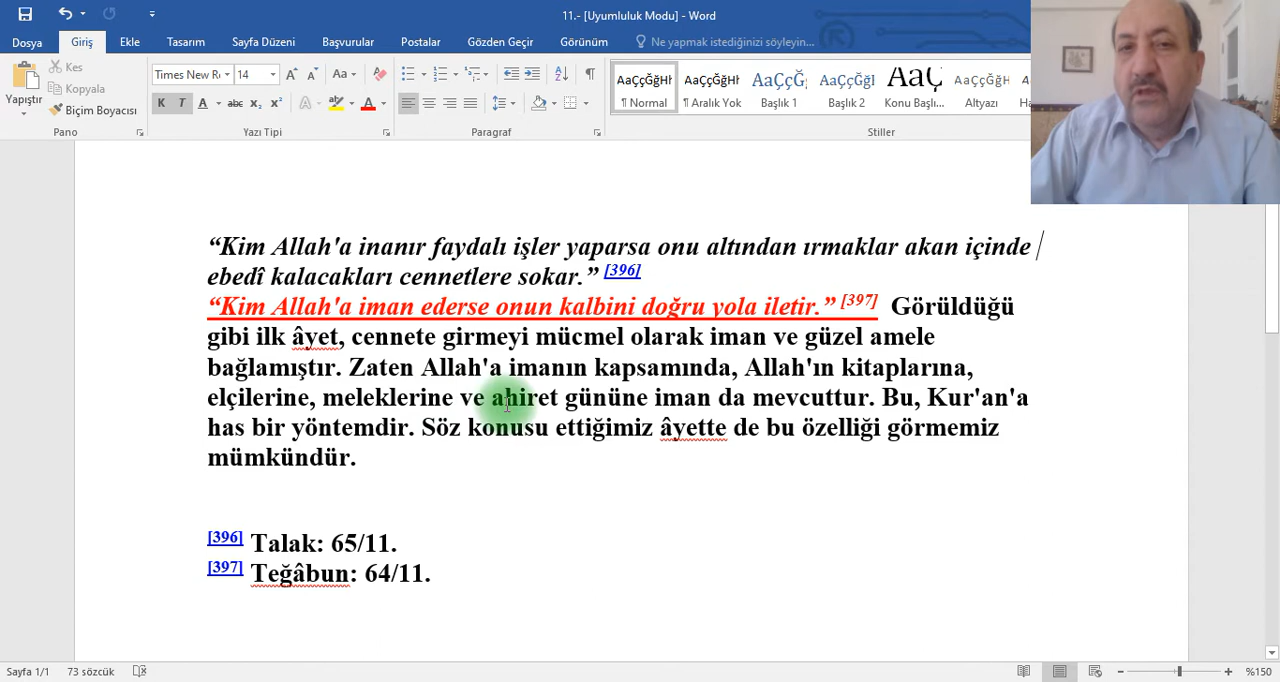 11.- [Uyumluluk Modu] - Word
Dosya Giriş Ekle Tasarım Sayfa Düzeni Başvurular Postalar Gözden Geçir Görünüm Ne yapmak istediğinizi söyleyin...
Yapıştır
Kes
Kopyala
Biçim Boyacısı
Times New Ro 14
AaÇçĞğHł AaÇçĞğHł AaÇçĞğ AaÇçĞğI AaÇ AaÇçĞğH
¶ Normal ¶ Aralık Yok Başlık 1 Başlık 2 Konu Başlı... Altyazı
Pano Yazı Tipi Paragraf Stiller
“Kim Allah'a inanır faydalı işler yaparsa onu altından ırmaklar akan içinde
ebedî kalacakları cennetlere sokar.” [396]
“Kim Allah'a iman ederse onun kalbini doğru yola iletir.” [397] Görüldüğü
gibi ilk âyet, cennete girmeyi mücmel olarak iman ve güzel amele
bağlamıştır. Zaten Allah'a imanın kapsamında, Allah'ın kitaplarına,
elçilerine, meleklerine ve ahiret gününe iman da mevcuttur. Bu, Kur'an'a
has bir yöntemdir. Söz konusu ettiğimiz âyette de bu özelliği görmemiz
mümkündür.
[396] Talak: 65/11.
[397] Teğâbun: 64/11.
Sayfa 1/1 73 sözcük %150